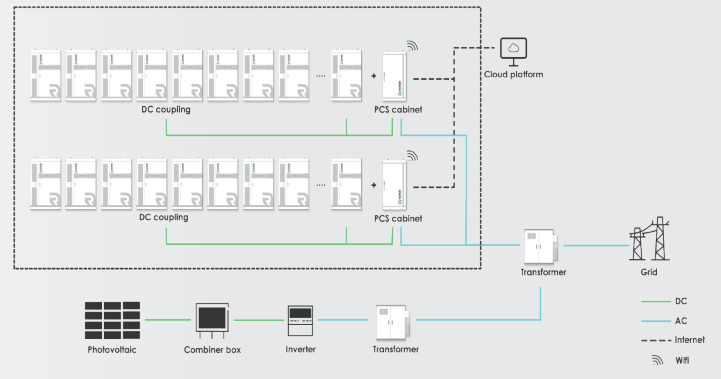 ....
+
Cloud platform
DC coupling
PCS cabinet
....
+
DC coupling
PCS cabinet
Transformer
Grid
Photovoltaic
Combiner box
Inverter
Transformer
DC
AC
Internet
Wifi